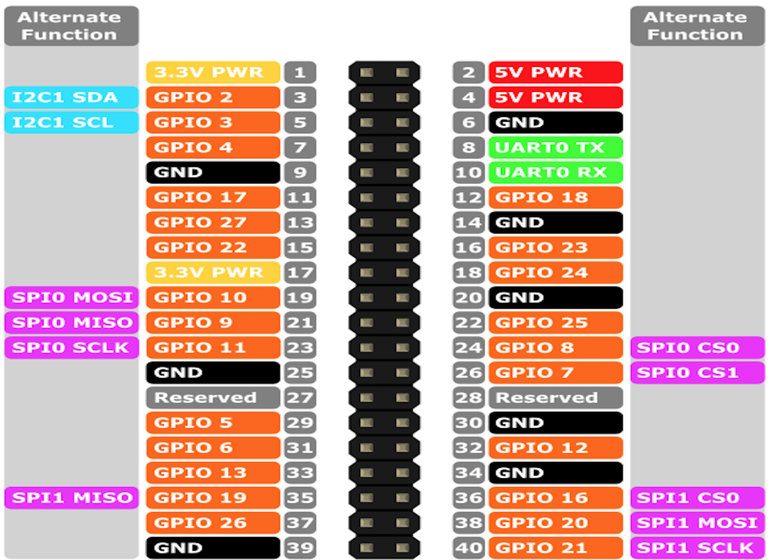 Alternate
Function
Alternate
Function
3.3V PWR 1 2 5V PWR
I2C1 SDA GPIO 2 3 4 5V PWR
I2C1 SCL GPIO 3 5 6 GND
GPIO 4 7 8 UART0 TX
GND 9 10 UART0 RX
GPIO 17 11 12 GPIO 18
GPIO 27 13 14 GND
GPIO 22 15 16 GPIO 23
3.3V PWR 17 18 GPIO 24
SPI0 MOSI GPIO 10 19 20 GND
SPI0 MISO GPIO 9 21 22 GPIO 25
SPI0 SCLK GPIO 11 23 24 GPIO 8 SPI0 CS0
GND 25 26 GPIO 7 SPI0 CS1
Reserved 27 28 Reserved
GPIO 5 29 30 GND
GPIO 6 31 32 GPIO 12
GPIO 13 33 34 GND
SPI1 MISO GPIO 19 35 36 GPIO 16 SPI1 CS0
GPIO 26 37 38 GPIO 20 SPI1 MOSI
GND 39 40 GPIO 21 SPI1 SCLK